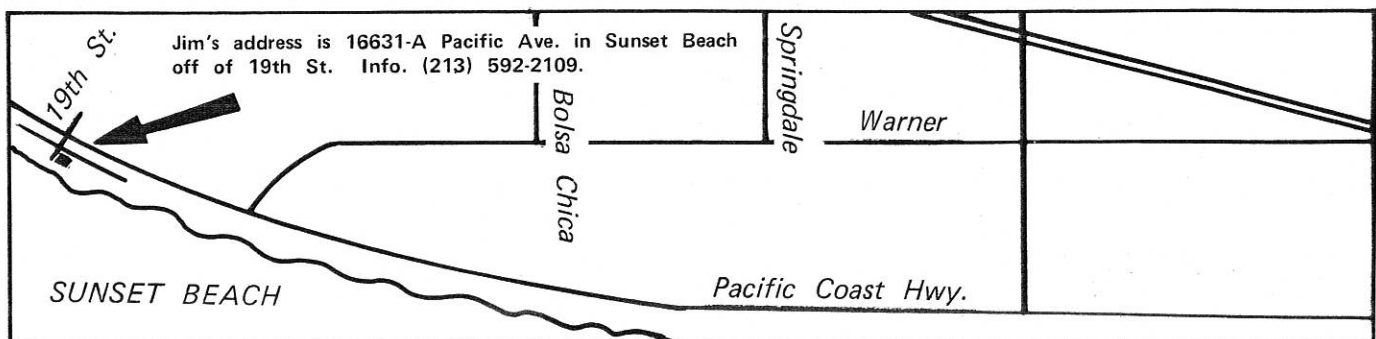 19th St.
Jim's address is 16631-A Pacific Ave. in Sunset Beach
off of 19th St. Info. (213) 592-2109.
Bolsa Chica
Springdale
Warner
SUNSET BEACH
Pacific Coast Hwy.